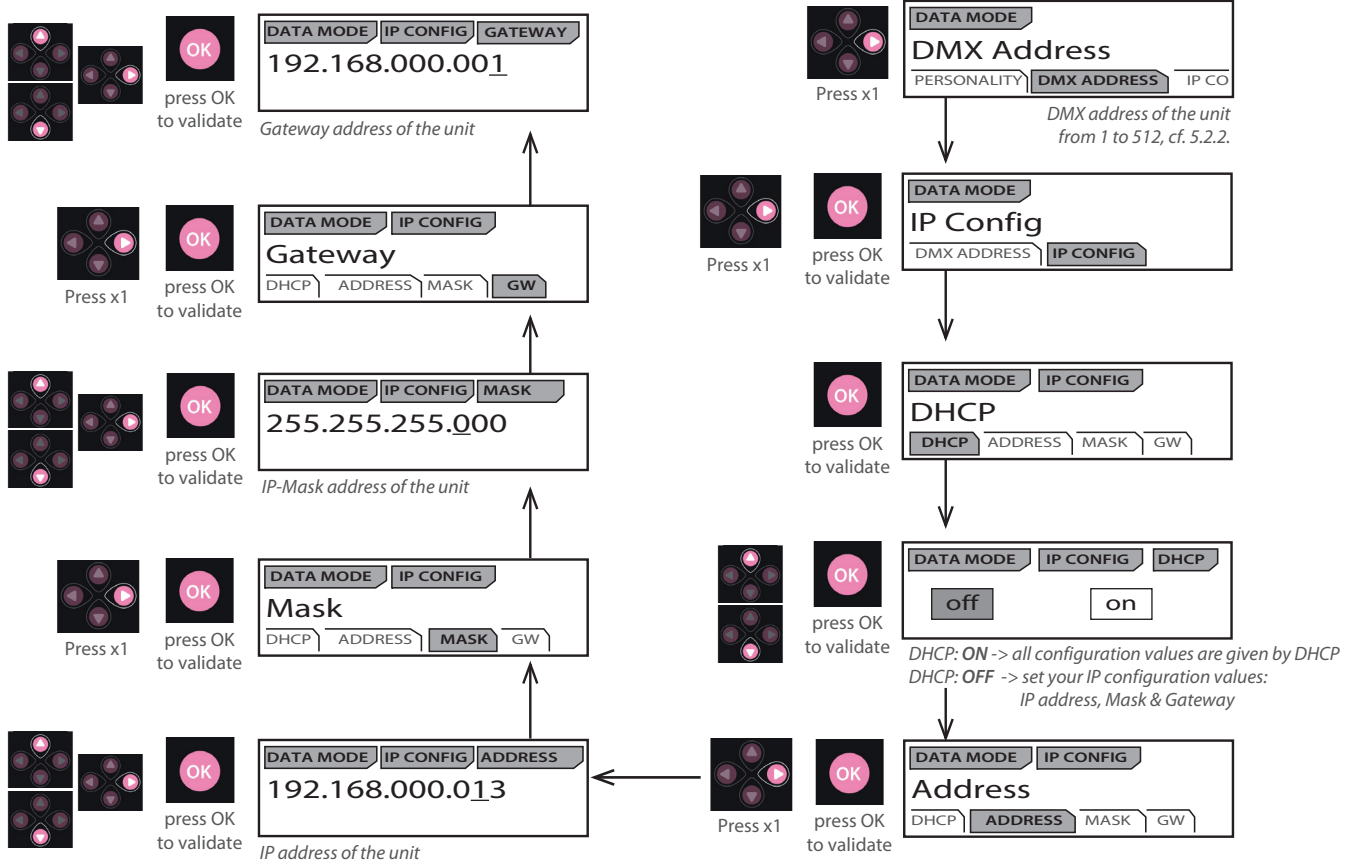 DATA MODE
DMX Address
PERSONALITY DMX ADDRESS IP CO
Press x1
DMX address of the unit
from 1 to 512, cf. 5.2.2.
OK
DATA MODE
IP Config
DMX ADDRESS IP CONFIG
Press x1
press OK
to validate
OK
DATA MODE IP CONFIG
DHCP
DHCP ADDRESS MASK GW
press OK
to validate
OK
DATA MODE IP CONFIG DHCP
off on
press OK
to validate
DHCP: ON -> all configuration values are given by DHCP
DHCP: OFF -> set your IP configuration values:
IP address, Mask & Gateway
OK
DATA MODE IP CONFIG
Address
DHCP ADDRESS MASK GW
Press x1
press OK
to validate
OK
DATA MODE IP CONFIG ADDRESS
192.168.000.013
press OK
to validate
IP address of the unit
OK
DATA MODE IP CONFIG
Mask
DHCP ADDRESS MASK GW
Press x1
press OK
to validate
OK
DATA MODE IP CONFIG MASK
255.255.255.000
press OK
to validate
IP-Mask address of the unit
OK
DATA MODE IP CONFIG
Gateway
DHCP ADDRESS MASK GW
Press x1
press OK
to validate
OK
DATA MODE IP CONFIG GATEWAY
192.168.000.001
press OK
to validate
Gateway address of the unit